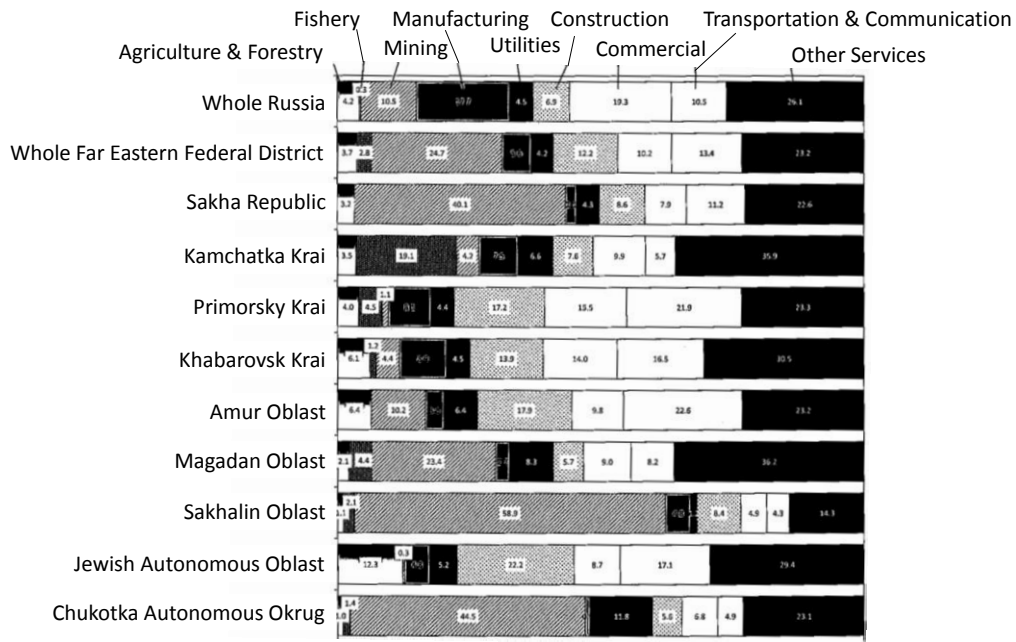 Fishery Manufacturing Construction Transportation & Communication
Agriculture & Forestry Mining Utilities Commercial Other Services
Whole Russia 4.2 0.3 10.5 4.5 6.9 19.3 10.5 26.1
Whole Far Eastern Federal District 3.7 2.8 24.7 4.2 12.2 10.2 13.4 23.2
Sakha Republic 3.2 40.1 4.3 8.6 7.9 11.2 22.6
Kamchatka Krai 3.5 19.1 4.2 6.6 7.6 9.9 5.7 35.9
Primorsky Krai 4.0 4.5 1.1 4.4 17.2 15.5 21.9 23.3
Khabarovsk Krai 6.1 1.2 4.4 4.5 13.9 14.0 16.5 30.5
Amur Oblast 6.4 10.2 6.4 17.9 9.8 22.6 23.2
Magadan Oblast 2.1 4.4 23.4 8.3 5.7 9.0 8.2 36.2
Sakhalin Oblast 2.1 58.9 8.4 4.9 4.3 14.3
Jewish Autonomous Oblast 12.3 0.3 5.2 22.2 8.7 17.1 29.4
Chukotka Autonomous Okrug 1.4 44.5 11.8 6.8 4.9 23.1